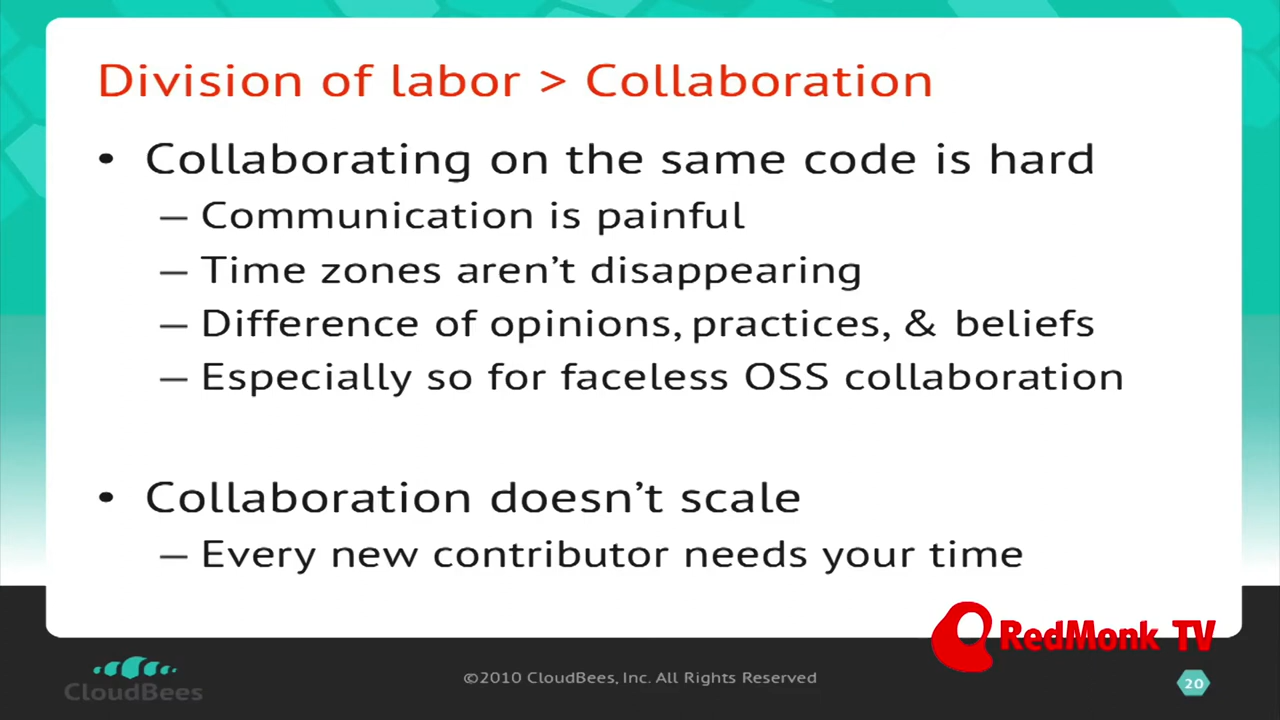 Division of labor > Collaboration
• Collaborating on the same code is hard
— Communication is painful
— Time zones aren’t disappearing
— Difference of opinions, practices, & beliefs
— Especially so for faceless OSS collaboration
• Collaboration doesn’t scale
— Every new contributor needs your time
RedMonk TV
CloudBees
©2010 CloudBees, Inc. All Rights Reserved
20